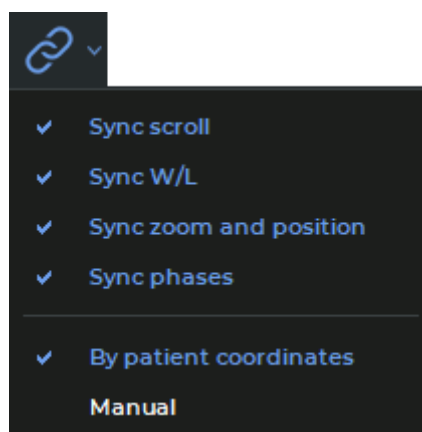 Sync scroll
Sync W/L
Sync zoom and position
Sync phases
By patient coordinates
Manual